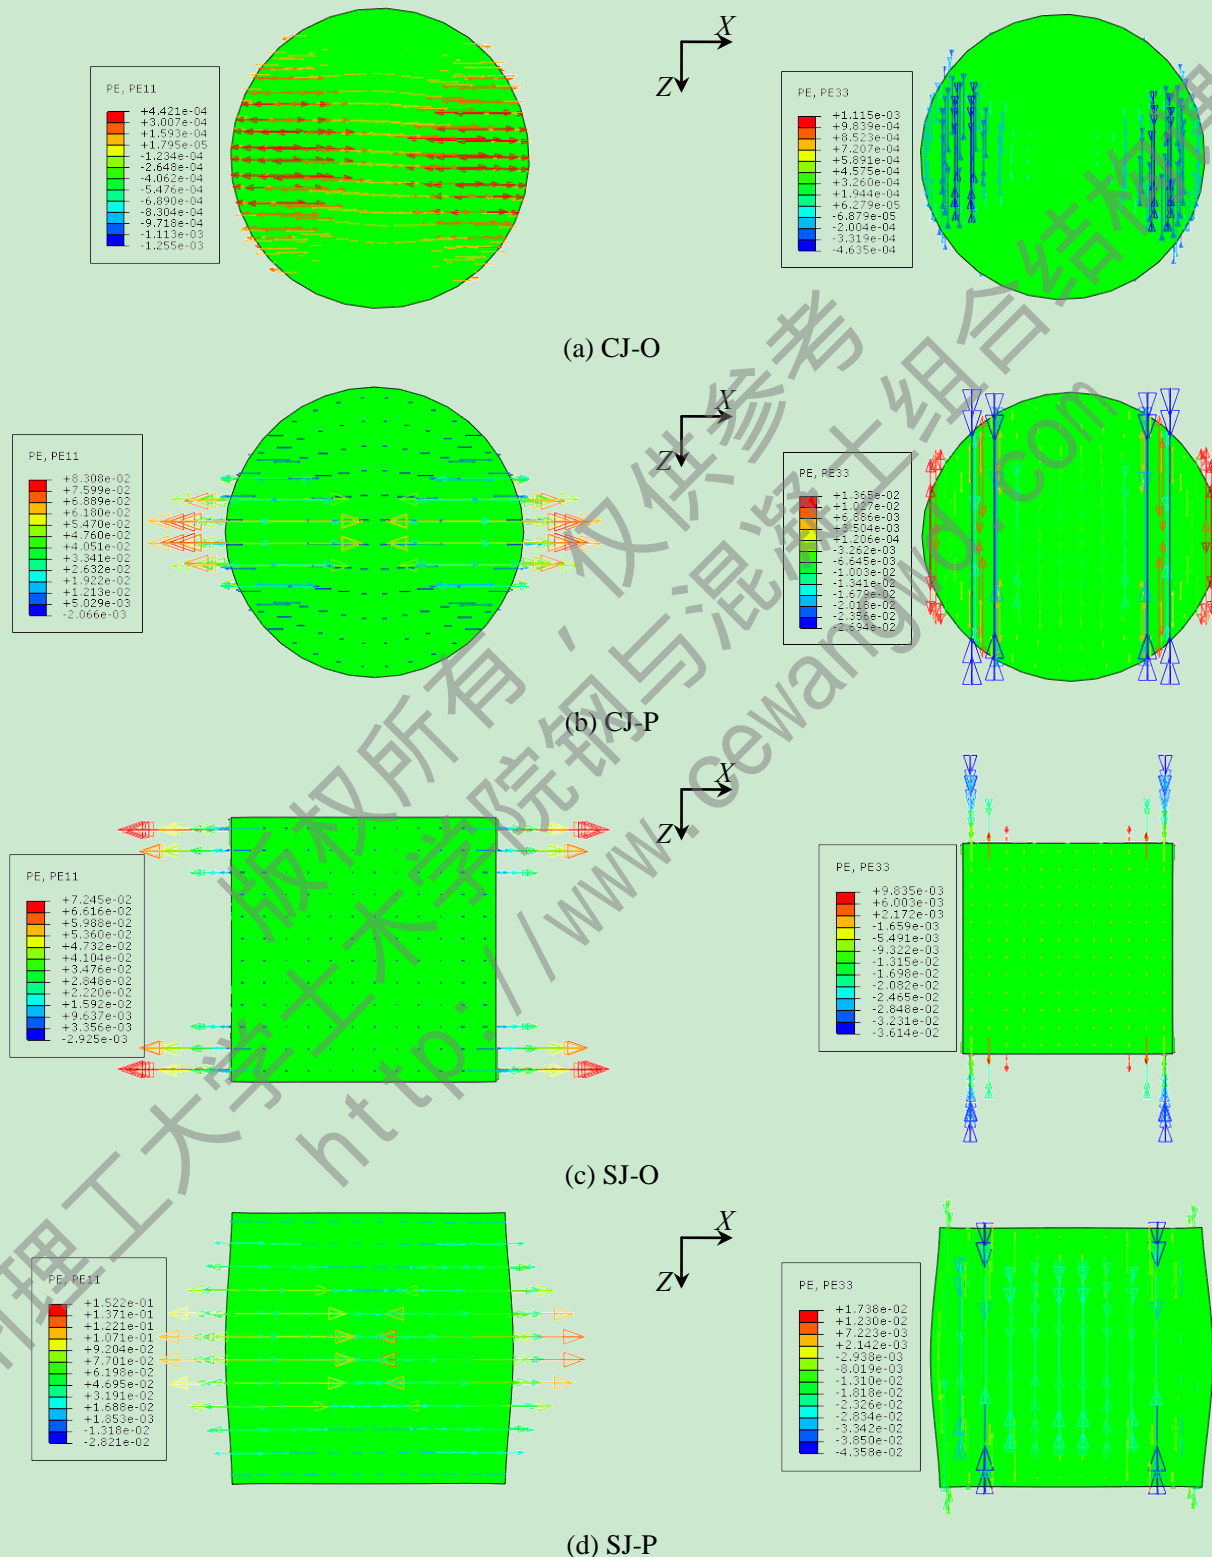 X
Z
PE, PE11
+4.421e-04
+3.007e-04
+1.593e-04
+1.795e-05
-1.234e-04
-2.648e-04
-4.062e-04
-5.476e-04
-6.890e-04
-8.304e-04
-9.718e-04
-1.113e-03
-1.255e-03
PE, PE33
+1.115e-03
+9.839e-04
+8.523e-04
+7.207e-04
+5.891e-04
+4.575e-04
+3.260e-04
+1.944e-04
+6.279e-05
-6.879e-05
-2.004e-04
-3.319e-04
-4.635e-04
(a) CJ-O
X
Z
PE, PE11
+8.308e-02
+7.599e-02
+6.889e-02
+6.180e-02
+5.470e-02
+4.760e-02
+4.051e-02
+3.341e-02
+2.632e-02
+1.922e-02
+1.213e-02
+5.029e-03
-2.066e-03
PE, PE33
+1.365e-02
+1.027e-02
+6.886e-03
+3.504e-03
+1.206e-04
-3.262e-03
-6.645e-03
-1.003e-02
-1.341e-02
-1.679e-02
-2.018e-02
-2.356e-02
-2.694e-02
(b) CJ-P
X
Z
PE, PE11
+7.245e-02
+6.616e-02
+5.988e-02
+5.360e-02
+4.732e-02
+4.104e-02
+3.476e-02
+2.848e-02
+2.220e-02
+1.592e-02
+9.637e-03
+3.356e-03
-2.925e-03
PE, PE33
+9.835e-03
+6.003e-03
+2.172e-03
-1.659e-03
-5.491e-03
-9.322e-03
-1.315e-02
-1.698e-02
-2.082e-02
-2.465e-02
-2.848e-02
-3.231e-02
-3.614e-02
(c) SJ-O
X
Z
PE, PE11
+1.522e-01
+1.371e-01
+1.221e-01
+1.071e-01
+9.204e-02
+7.701e-02
+6.198e-02
+4.695e-02
+3.191e-02
+1.688e-02
+1.853e-03
-1.318e-02
-2.821e-02
PE, PE33
+1.738e-02
+1.230e-02
+7.223e-03
+2.142e-03
-2.938e-03
-8.019e-03
-1.310e-02
-1.818e-02
-2.326e-02
-2.834e-02
-3.342e-02
-3.850e-02
-4.358e-02
(d) SJ-P
版权所有，仅供参考
理工大学土木学院钢与混凝土组合结构理
http://www.cewangwd.com